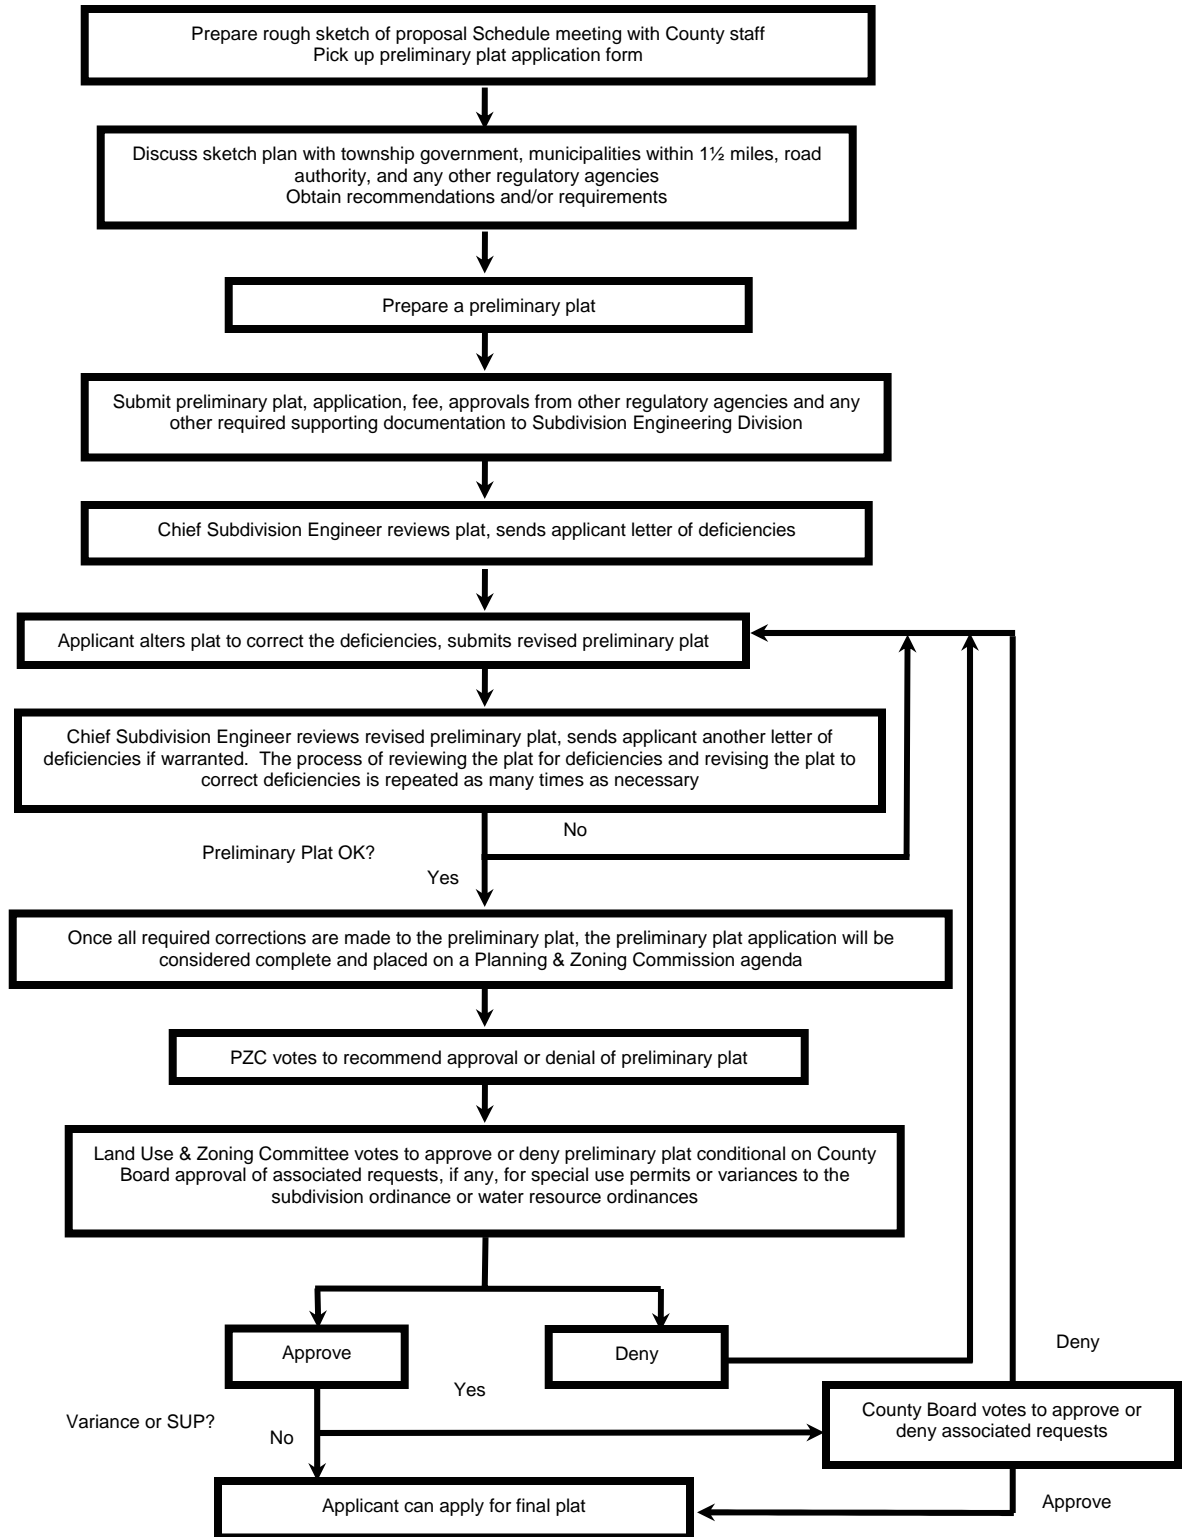 Prepare rough sketch of proposal Schedule meeting with County staff
Pick up preliminary plat application form
Discuss sketch plan with township government, municipalities within 1½ miles, road
authority, and any other regulatory agencies
Obtain recommendations and/or requirements
Prepare a preliminary plat
Submit preliminary plat, application, fee, approvals from other regulatory agencies and any
other required supporting documentation to Subdivision Engineering Division
Chief Subdivision Engineer reviews plat, sends applicant letter of deficiencies
Applicant alters plat to correct the deficiencies, submits revised preliminary plat
Chief Subdivision Engineer reviews revised preliminary plat, sends applicant another letter of
deficiencies if warranted. The process of reviewing the plat for deficiencies and revising the plat to
correct deficiencies is repeated as many times as necessary
No
Preliminary Plat OK?
Yes
Once all required corrections are made to the preliminary plat, the preliminary plat application will be
considered complete and placed on a Planning & Zoning Commission agenda
PZC votes to recommend approval or denial of preliminary plat
Land Use & Zoning Committee votes to approve or deny preliminary plat conditional on County
Board approval of associated requests, if any, for special use permits or variances to the
subdivision ordinance or water resource ordinances
Approve
Deny
Deny
Yes
Variance or SUP?
No
County Board votes to approve or
deny associated requests
Applicant can apply for final plat
Approve